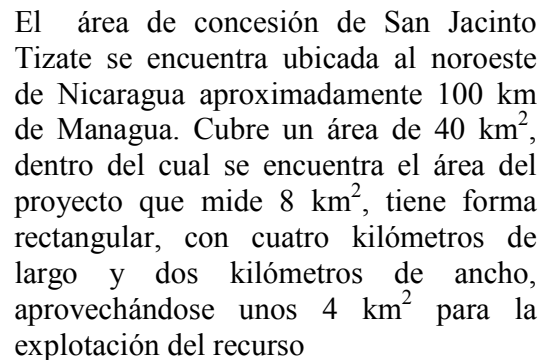 El área de concesión de San Jacinto
Tizate se encuentra ubicada al noroeste
de Nicaragua aproximadamente 100 km
de Managua. Cubre un área de 40 km²,
dentro del cual se encuentra el área del
proyecto que mide 8 km², tiene forma
rectangular, con cuatro kilómetros de
largo y dos kilómetros de ancho,
aprovechándose unos 4 km² para la
explotación del recurso